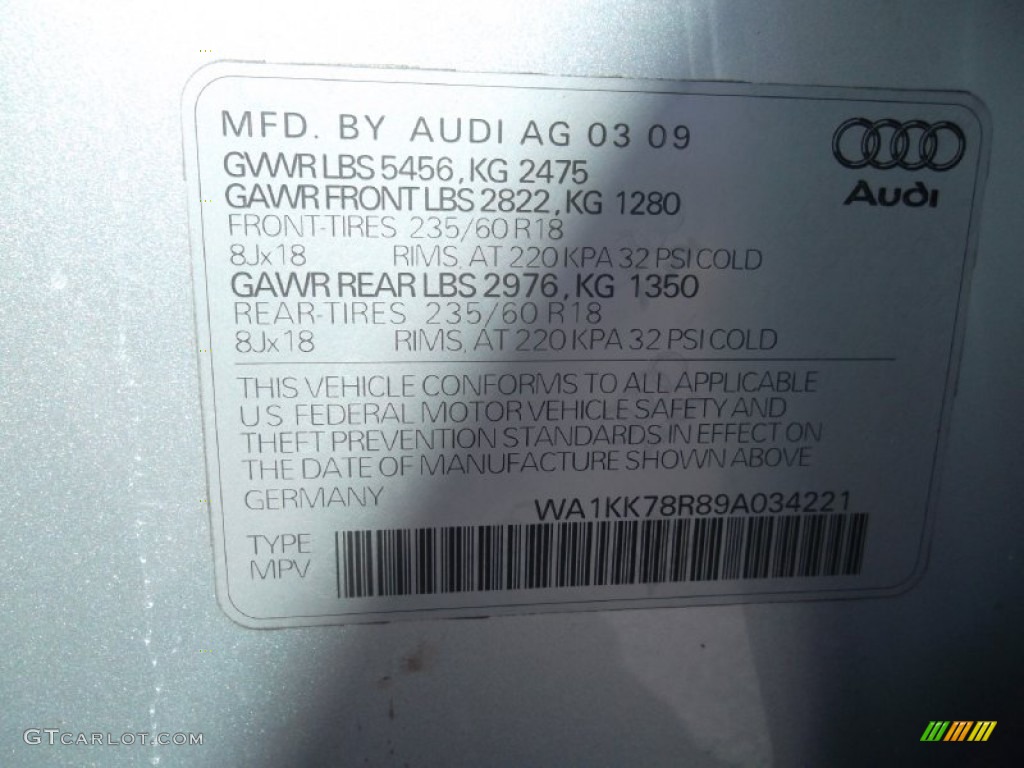 MFD. BY AUDI AG 03 09
GVWR LBS 5456, KG 2475
GAWR FRONT LBS 2822, KG 1280
FRONT-TIRES 235/60 R18
8Jx18 RIMS, AT 220 KPA 32 PSI COLD
GAWR REAR LBS 2976, KG 1350
REAR-TIRES 235/60 R18
8Jx18 RIMS, AT 220 KPA 32 PSI COLD
Audi
THIS VEHICLE CONFORMS TO ALL APPLICABLE
U.S FEDERAL MOTOR VEHICLE SAFETY AND
THEFT PREVENTION STANDARDS IN EFFECT ON
THE DATE OF MANUFACTURE SHOWN ABOVE
GERMANY WA1KK78R89A034221
TYPE
MPV
GTCARLOT.COM